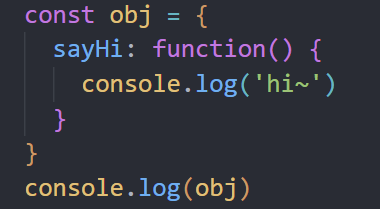 const obj = {
  sayHi: function() {
    console.log('hi~')
  }
}
console.log(obj)